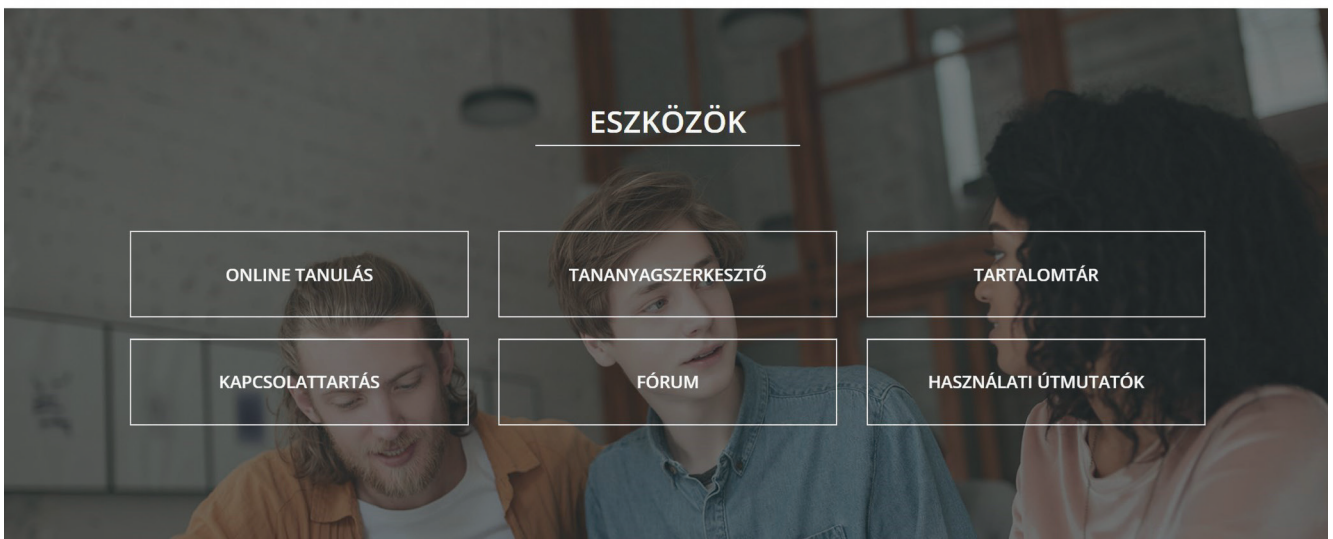 ESZKÖZÖK
ONLINE TANULÁS
TANANYAGSZERKESZTŐ
TARTALOMTÁR
KAPCSOLATTARTÁS
FÓRUM
HASZNÁLATI ÚTMUTATÓK